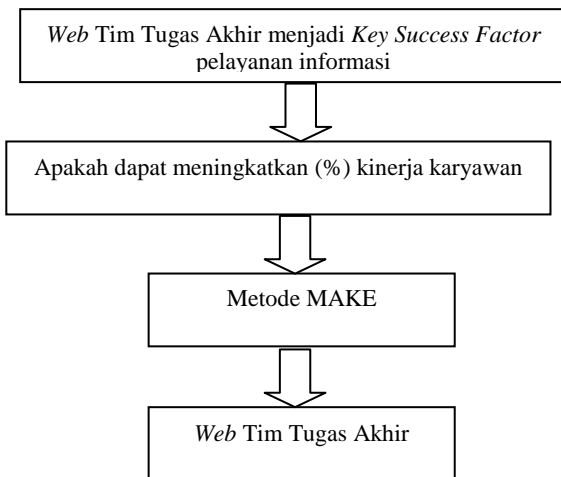 Web Tim Tugas Akhir menjadi Key Success Factor
pelayanan informasi
Apakah dapat meningkatkan (%) kinerja karyawan
Metode MAKE
Web Tim Tugas Akhir